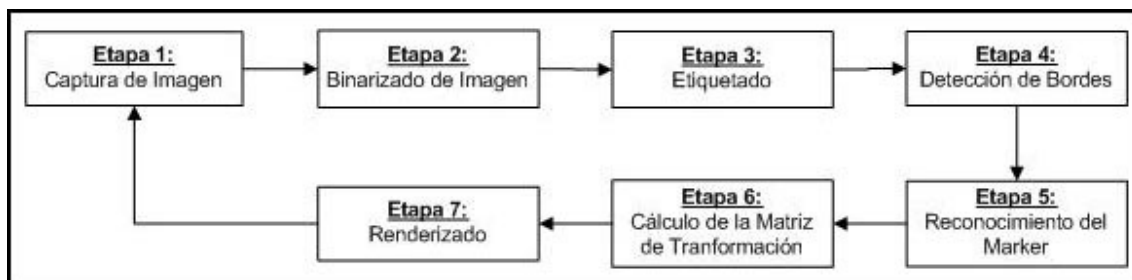 Etapa 1:
Captura de Imagen
Etapa 2:
Binarizado de Imagen
Etapa 3:
Etiquetado
Etapa 4:
Detección de Bordes
Etapa 5:
Reconocimiento del
Marker
Etapa 6:
Cálculo de la Matriz
de Tranformación
Etapa 7:
Renderizado